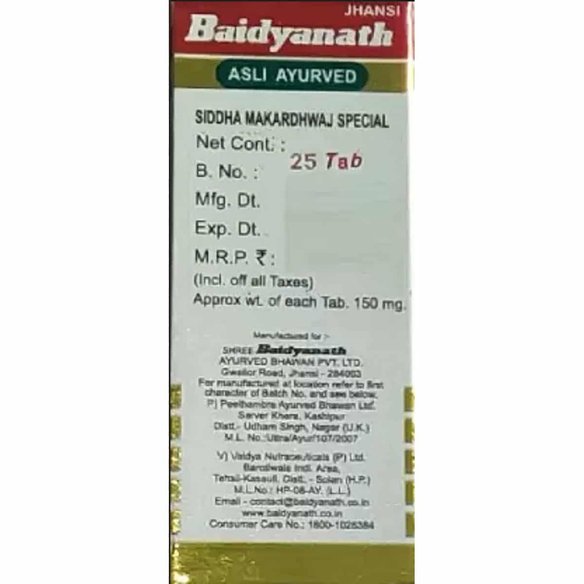 JHANSI
Baidyanath
ASLI AYURVED
SIDDHA MAKARDHWAJ SPECIAL
Net Cont. :
25 Tab
B. No. :
Mfg. Dt.
Exp. Dt.
M.R.P. ₹ :
(Incl. off all Taxes)
Approx wt. of each Tab. 150 mg.
Manufactured for :-
SHREE Baidyanath
AYURVED BHAWAN PVT. LTD.
Gwalior Road, Jhansi - 284003
For manufactured at location refer to first
character of Batch No. and see below.
P) Peethambra Ayurved Bhawan Ltd.
Sarver Khera, Kashipur
Distt.- Udham Singh, Nagar (U.K.)
M.L. No.:Uttra/Ayur/107/2007
V) Vaidya Nutraceuticals (P) Ltd.
Barotiwala Indl. Area,
Tehsil-Kasauli, Distt. - Solan (H.P.)
M.L.No.: HP-08-AY. (L.L.)
Email - contact@baidyanath.co.in
www.baidyanath.co.in
Consumer Care No.: 1800-1028384